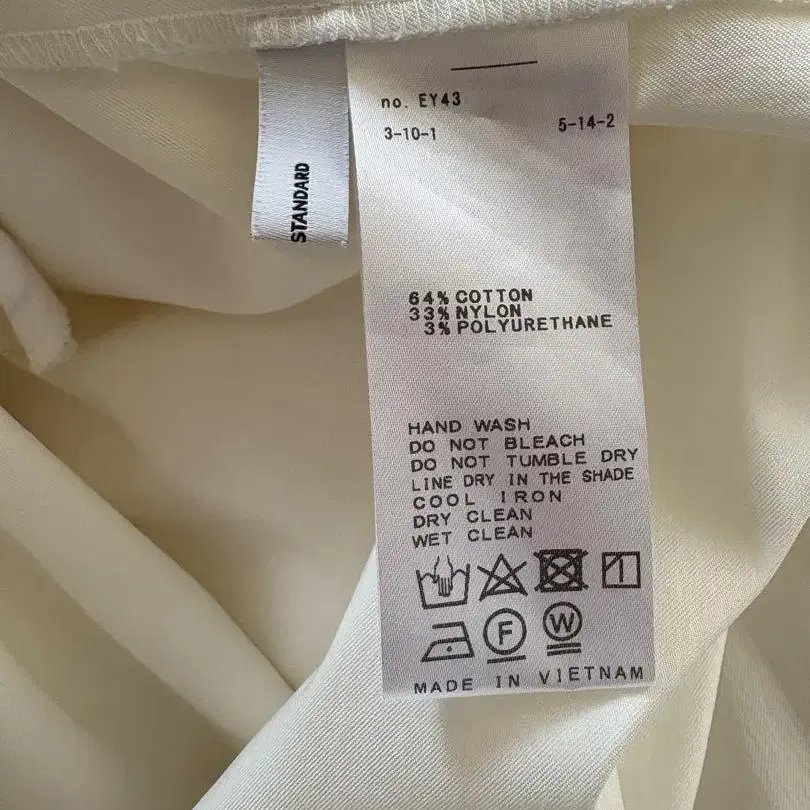 STANDARD
no. EY43
3-10-1 5-14-2
64% COTTON
33% NYLON
3% POLYURETHANE
HAND WASH
DO NOT BLEACH
DO NOT TUMBLE DRY
LINE DRY IN THE SHADE
COOL IRON
DRY CLEAN
WET CLEAN
F W
MADE IN VIETNAM